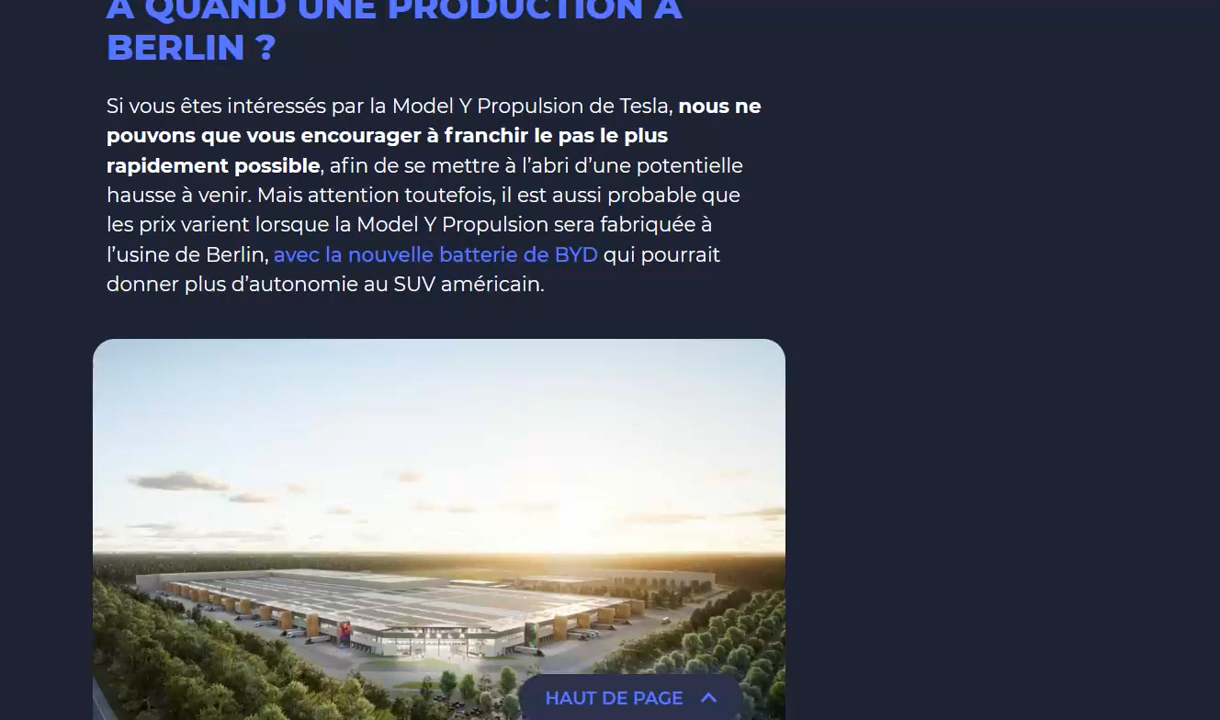 À QUAND UNE PRODUCTION À
BERLIN ?
Si vous êtes intéressés par la Model Y Propulsion de Tesla, nous ne
pouvons que vous encourager à franchir le pas le plus
rapidement possible, afin de se mettre à l’abri d’une potentielle
hausse à venir. Mais attention toutefois, il est aussi probable que
les prix varient lorsque la Model Y Propulsion sera fabriquée à
l’usine de Berlin, avec la nouvelle batterie de BYD qui pourrait
donner plus d’autonomie au SUV américain.
HAUT DE PAGE